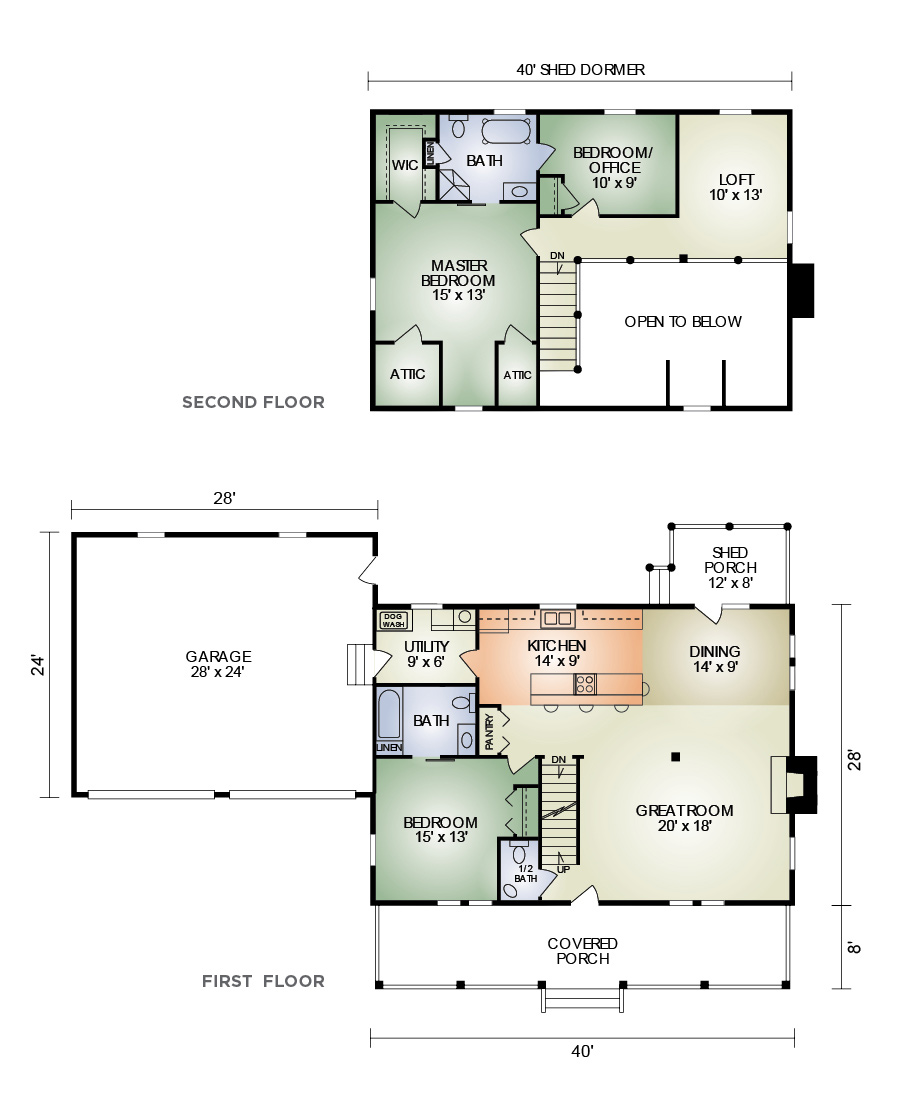 40' SHED DORMER
WIC
LINEN
BATH
BEDROOM/
OFFICE
10' x 9'
LOFT
10' x 13'
MASTER
BEDROOM
15' x 13'
DN
OPEN TO BELOW
ATTIC
ATTIC
SECOND FLOOR
28'
24'
SHED
PORCH
12' x 8'
GARAGE
28' x 24'
DOG
WASH
UTILITY
9' x 6'
KITCHEN
14' x 9'
DINING
14' x 9'
BATH
LINEN
PANTRY
DN
28'
BEDROOM
15' x 13'
GREATROOM
20' x 18'
UP
1/2
BATH
COVERED
PORCH
8'
FIRST FLOOR
40'